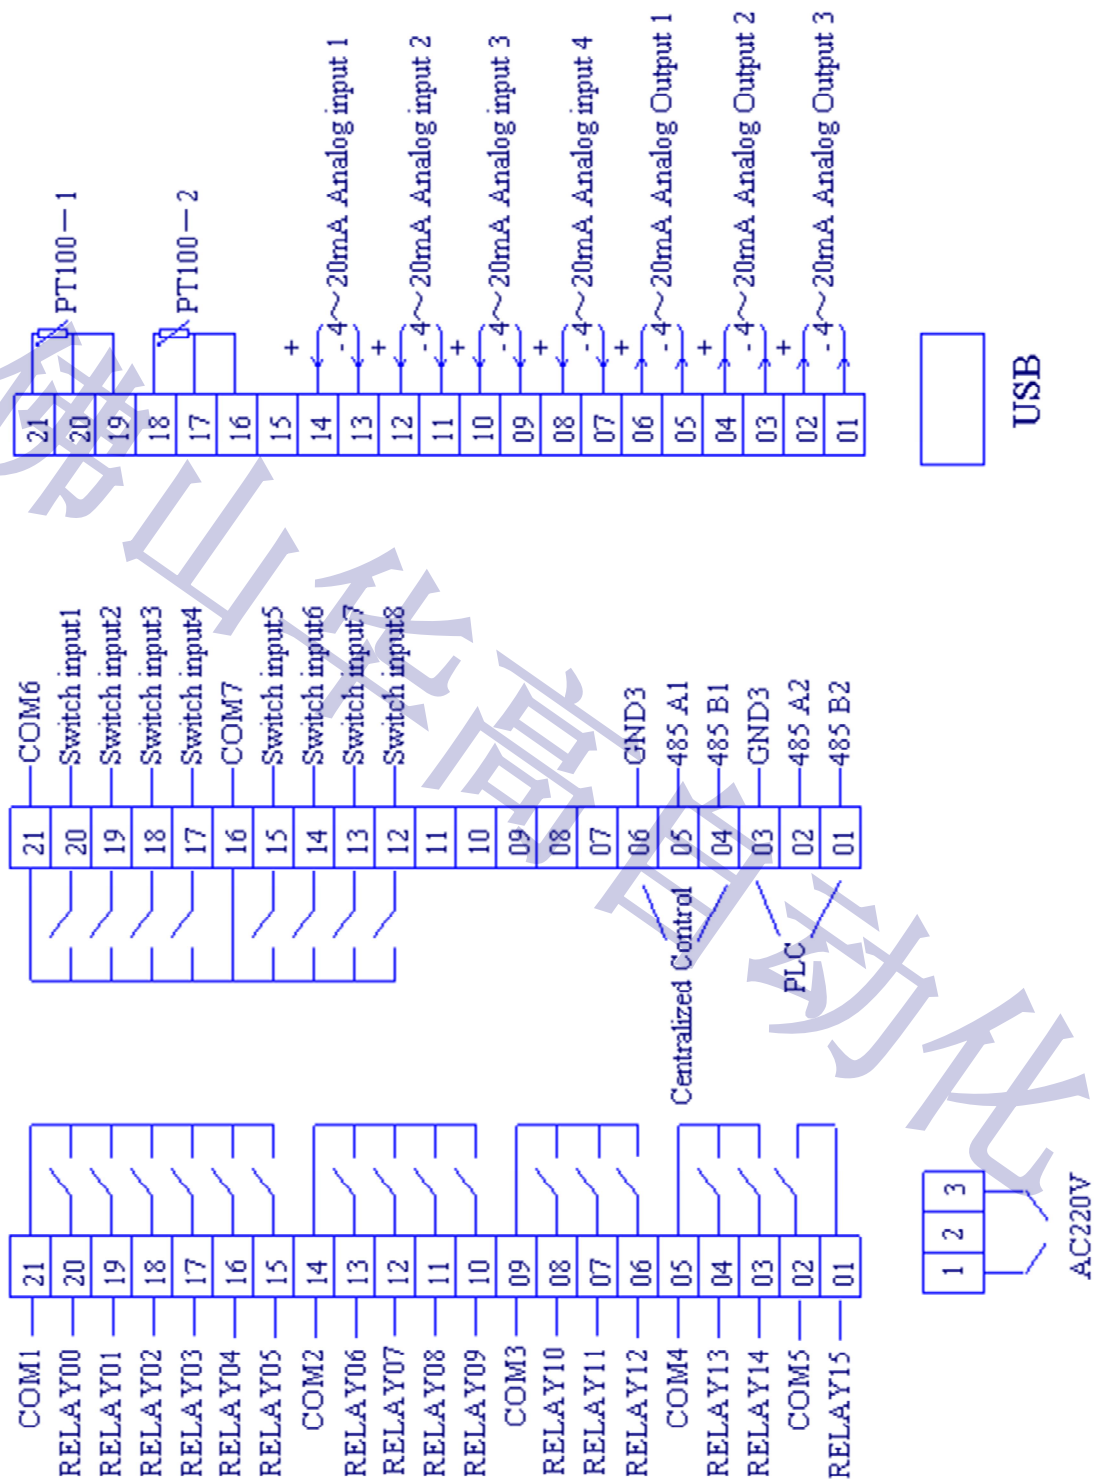 PT100-1
PT100-2
+
- 4～20mA Analog input 1
+
- 4～20mA Analog input 2
+
- 4～20mA Analog input 3
+
- 4～20mA Analog input 4
+
- 4～20mA Analog Output 1
+
- 4～20mA Analog Output 2
+
- 4～20mA Analog Output 3
21 20 19 18 17 16 15 14 13 12 11 10 09 08 07 06 05 04 03 02 01
USB
COM6
Switch input1
Switch input2
Switch input3
Switch input4
COM7
Switch input5
Switch input6
Switch input7
Switch input8
GND3
485 A1
485 B1
GND3
485 A2
485 B2
21 20 19 18 17 16 15 14 13 12 11 10 09 08 07 06 05 04 03 02 01
Centralized Control
PLC
21 20 19 18 17 16 15 14 13 12 11 10 09 08 07 06 05 04 03 02 01
COM1
RELAY00
RELAY01
RELAY02
RELAY03
RELAY04
RELAY05
COM2
RELAY06
RELAY07
RELAY08
RELAY09
COM3
RELAY10
RELAY11
RELAY12
COM4
RELAY13
RELAY14
COM5
RELAY15
1 2 3
AC220V
佛山华高自动化